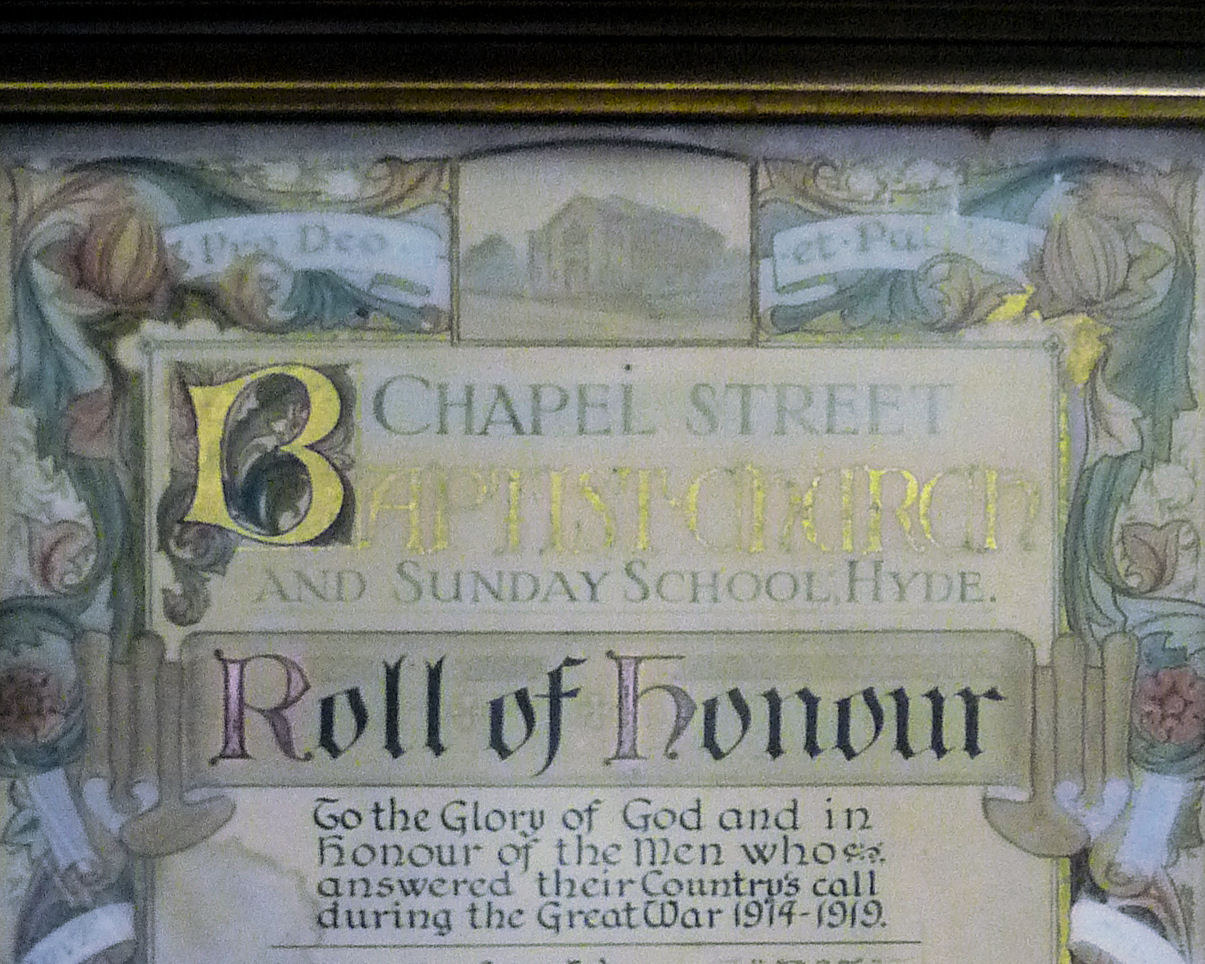 Pro Deo
et·Patria
CHAPEL STREET
BAPTIST·CHURCH
AND SUNDAY SCHOOL, HYDE.
Roll of Honour
To the Glory of God and in
Honour of the Men who
answered their Country's call
during the Great War 1914-1919.